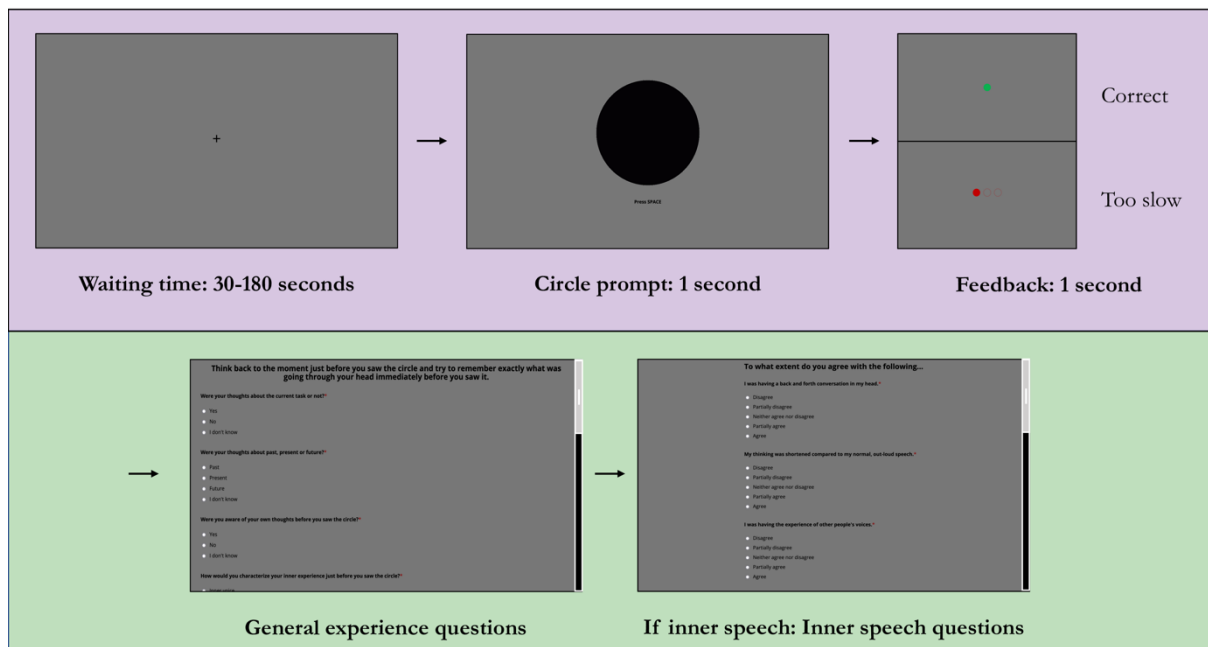 +
Press SPACE
Correct
Too slow
Waiting time: 30-180 seconds
Circle prompt: 1 second
Feedback: 1 second
Think back to the moment just before you saw the circle and try to remember exactly what was
going through your head immediately before you saw it.
Were your thoughts about the current task or not?*
Yes
No
I don't know
Were your thoughts about past, present or future?*
Past
Present
Future
I don't know
Were you aware of your own thoughts before you saw the circle?*
Yes
No
I don't know
How would you characterize your inner experience just before you saw the circle?*
To what extent do you agree with the following...
I was having a back and forth conversation in my head.*
Disagree
Partially disagree
Neither agree nor disagree
Partially agree
Agree
My thinking was shortened compared to my normal, out-loud speech.*
Disagree
Partially disagree
Neither agree nor disagree
Partially agree
Agree
I was having the experience of other people's voices.*
Disagree
Partially disagree
Neither agree nor disagree
Partially agree
Agree
General experience questions
If inner speech: Inner speech questions